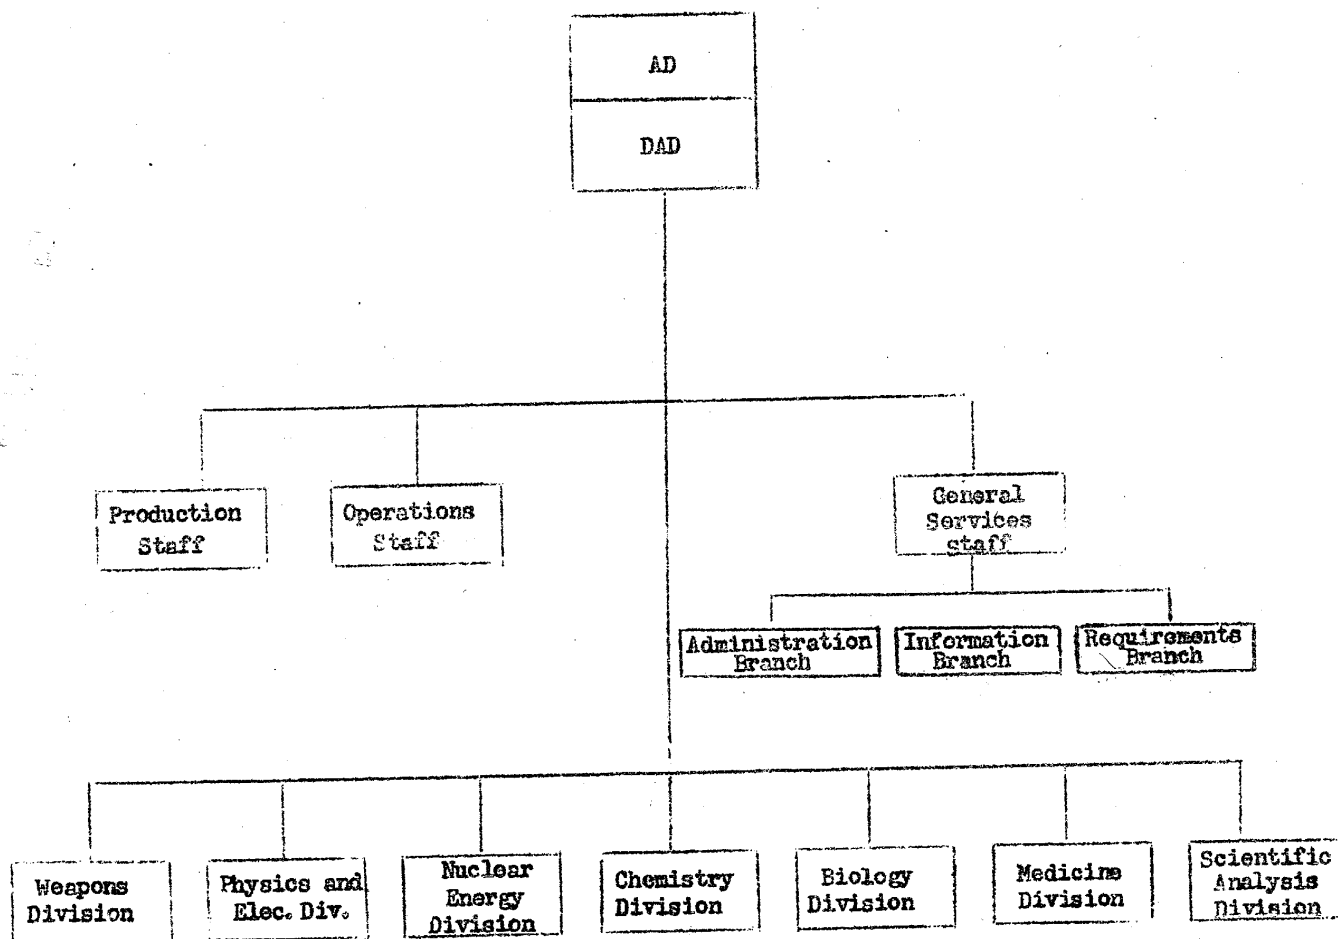 AD
DAD
Production
Staff
Operations
Staff
General
Services
Staff
Administration
Branch
Information
Branch
Requirements
Branch
Weapons
Division
Physics and
Elec. Div.
Nuclear
Energy
Division
Chemistry
Division
Biology
Division
Medicine
Division
Scientific
Analysis
Division